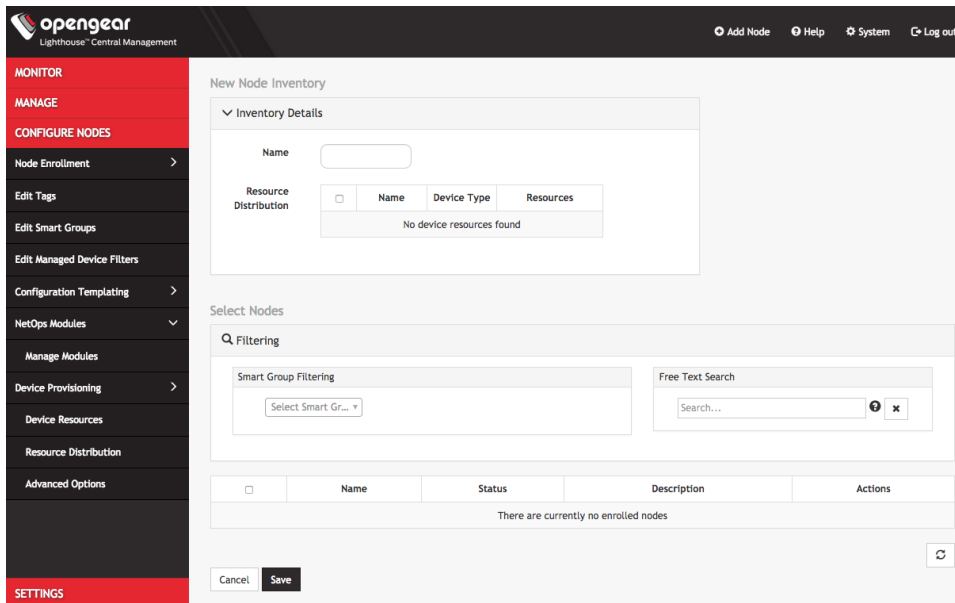 opengear
Lighthouse™ Central Management
Add Node
Help
System
Log out
MONITOR
MANAGE
CONFIGURE NODES
Node Enrollment
Edit Tags
Edit Smart Groups
Edit Managed Device Filters
Configuration Templating
NetOps Modules
Manage Modules
Device Provisioning
Device Resources
Resource Distribution
Advanced Options
SETTINGS
New Node Inventory
Inventory Details
Name
Resource
Distribution
Name Device Type Resources
No device resources found
Select Nodes
Filtering
Smart Group Filtering
Select Smart Gr...
Free Text Search
Search...
Name Status Description Actions
There are currently no enrolled nodes
Cancel
Save